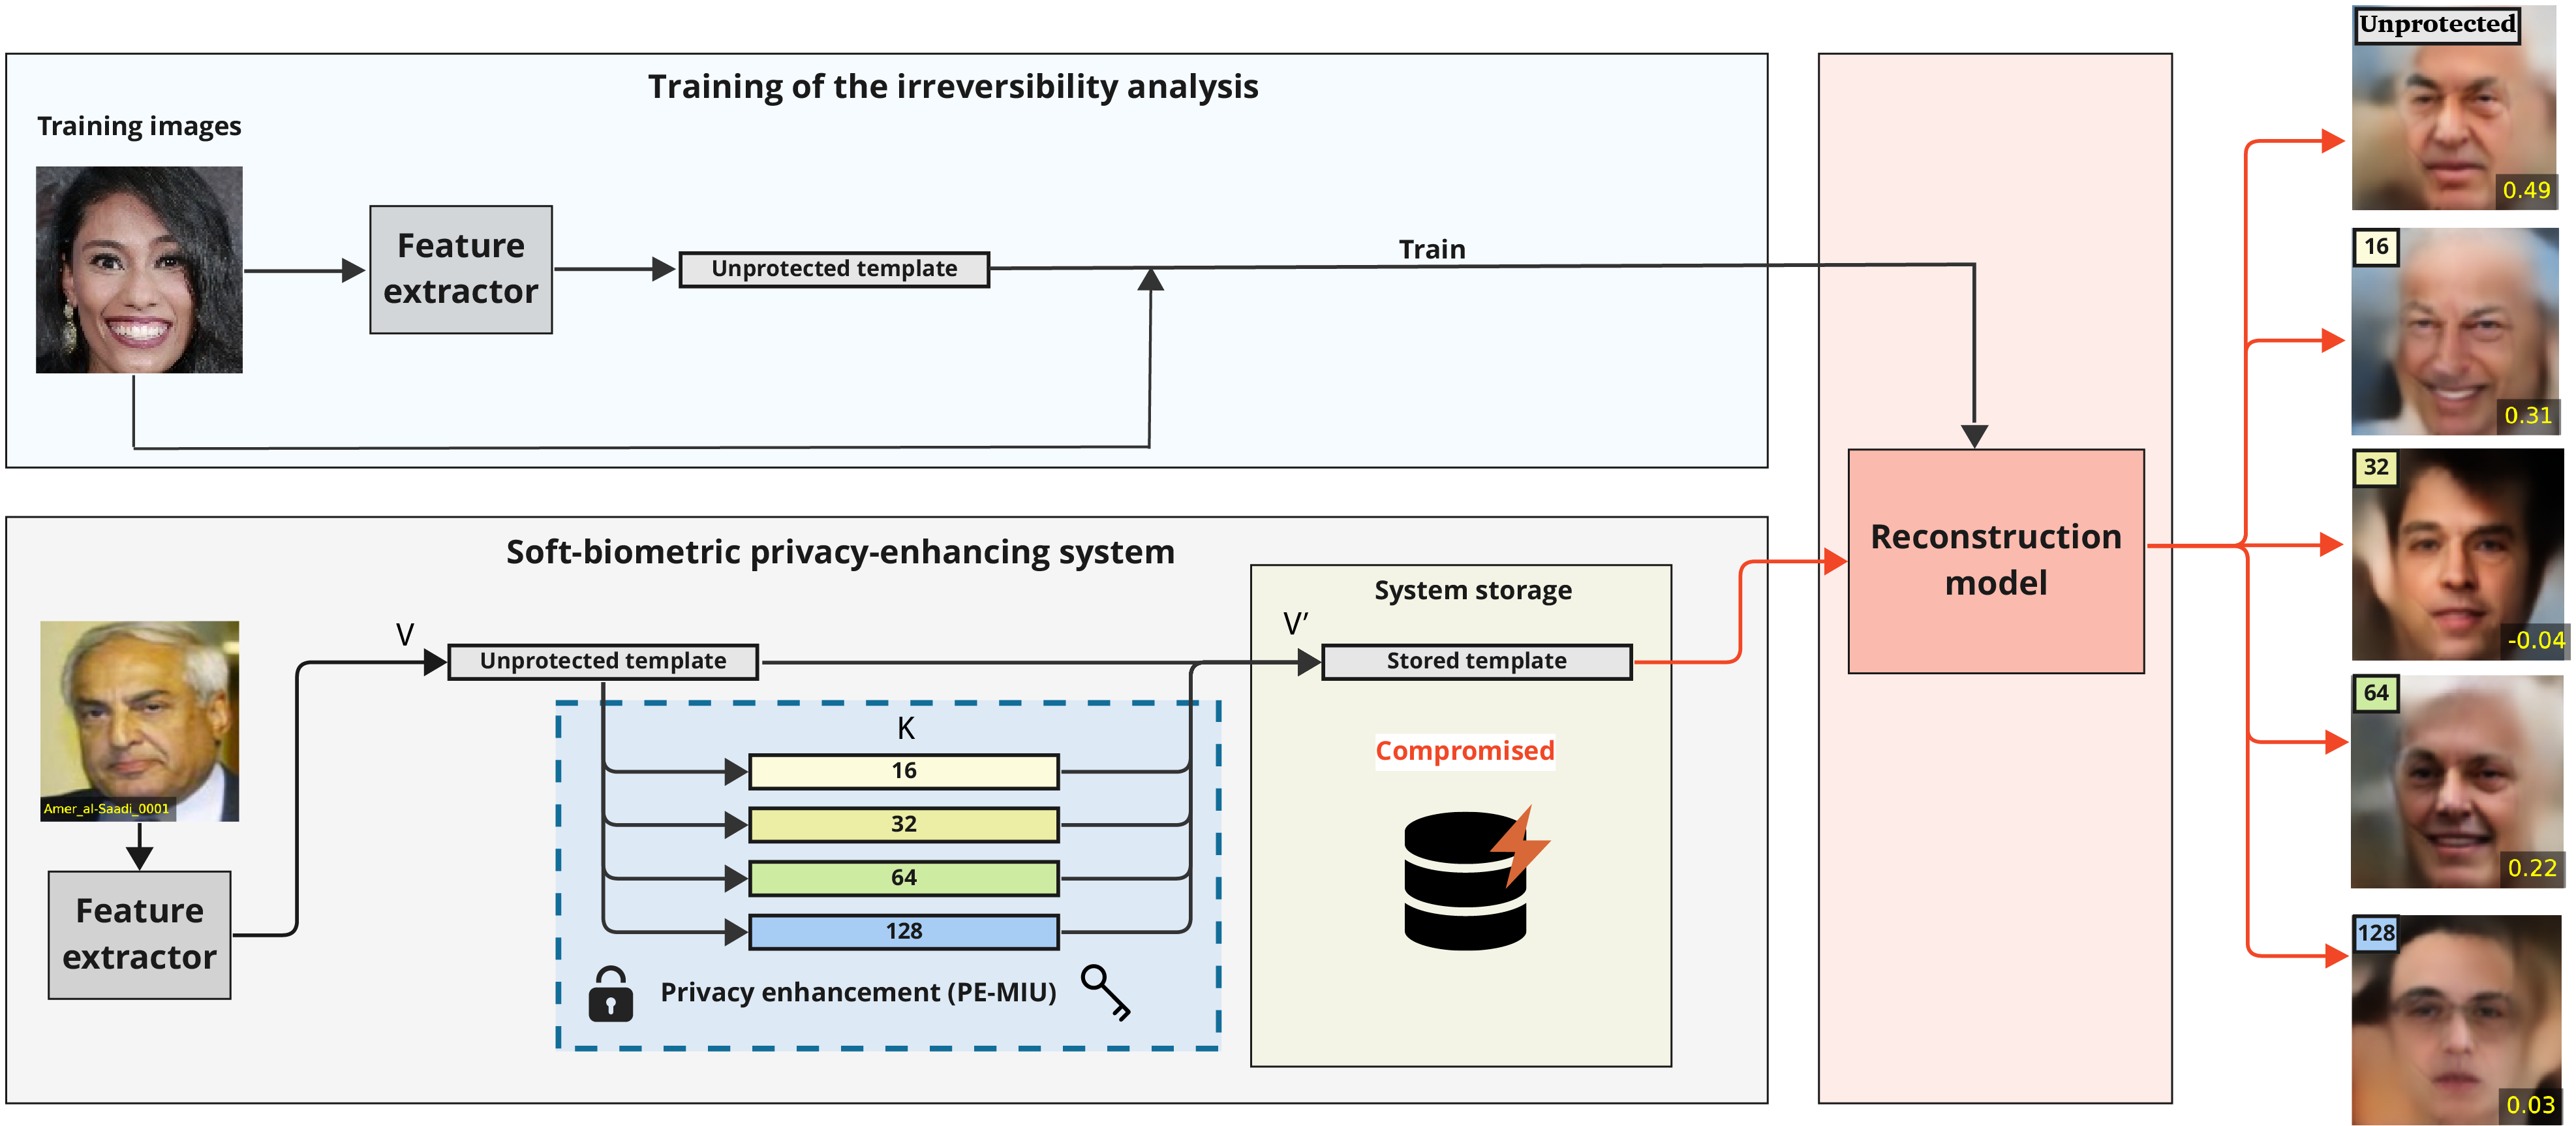 Training of the irreversibility analysis
Training images
Feature
extractor
Unprotected template
Train
Soft-biometric privacy-enhancing system
Amer_al-Saadi_0001
Feature
extractor
V
Unprotected template
K
16
32
64
128
Privacy enhancement (PE-MIU)
System storage
V’
Stored template
Compromised
Reconstruction
model
Unprotected
0.49
16
0.31
32
-0.04
64
0.22
128
0.03